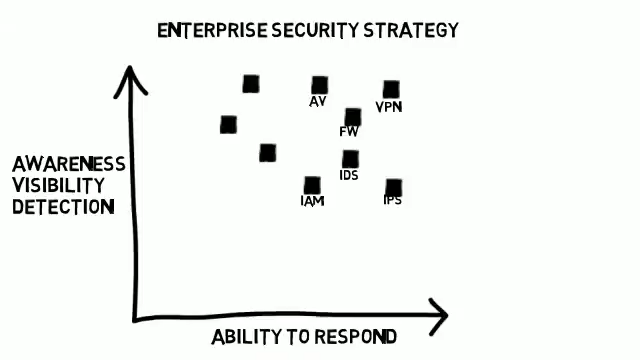 ENTERPRISE SECURITY STRATEGY
AV
VPN
FW
AWARENESS
VISIBILITY
DETECTION
IDS
IAM
IPS
ABILITY TO RESPOND